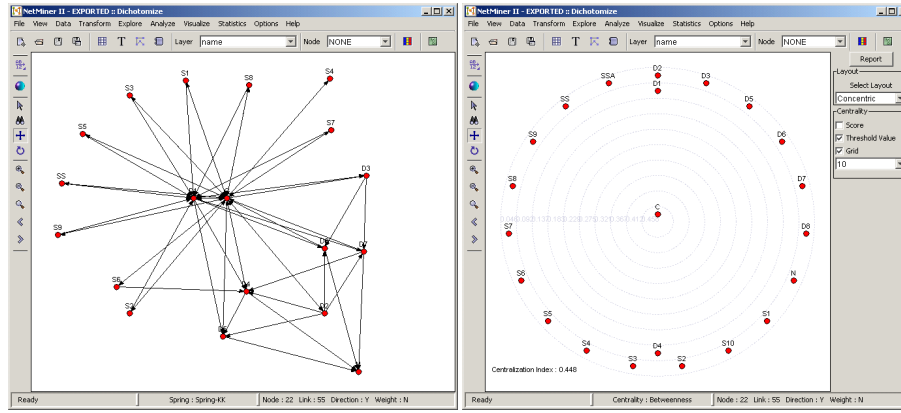 NetMiner II - EXPORTED :: Dichotomize
File View Data Transform Explore Analyze Visualize Statistics Options Help
Layer name Node NONE
S4
S1
S8
S3
S7
S5
D3
SS
S9
D7
S6
D2
S2
Ready Spring : Spring-KK Node : 22 Link : 55 Direction : Y Weight : N
NetMiner II - EXPORTED :: Dichotomize
File View Data Transform Explore Analyze Visualize Statistics Options Help
Layer name Node NONE
Report
Layout
Select Layout
Concentric
Centrality
Score
Threshold Value
Grid
10
D2
SSA
D3
D1
SS
D5
S9
D6
S8
D7
C
S7
D8
S6
N
S5
S1
S4
D4
S10
S3
S2
Centralization Index : 0.448
Ready Centrality : Betweenness Node : 22 Link : 55 Direction : Y Weight : N